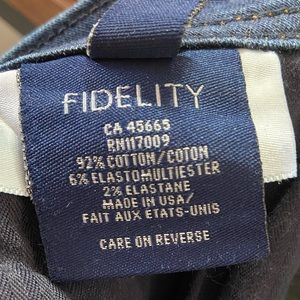 FIDELITY
CA 45665
RN117009
92% COTTON/COTON
6% ELASTOMULTIESTER
2% ELASTANE
MADE IN USA/
FAIT AUX ETATS-UNIS
CARE ON REVERSE